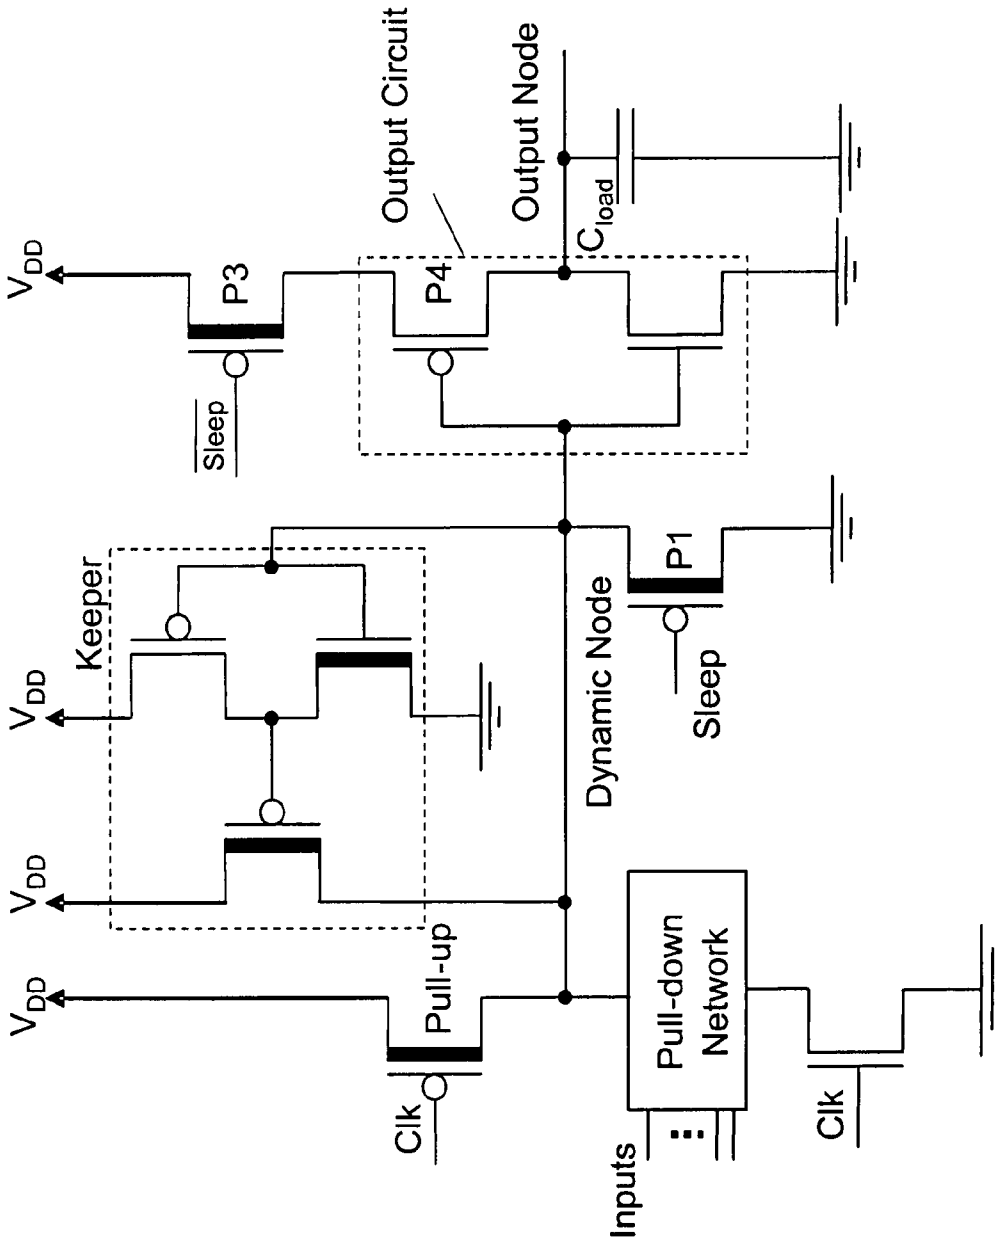 V_DD
V_DD
V_DD
V_DD
Keeper
P3
S̅l̅e̅e̅p̅
Output Circuit
P4
Output Node
C_load
Pull-up
Clk
Dynamic Node
P1
Sleep
Inputs
Pull-down
Network
Clk